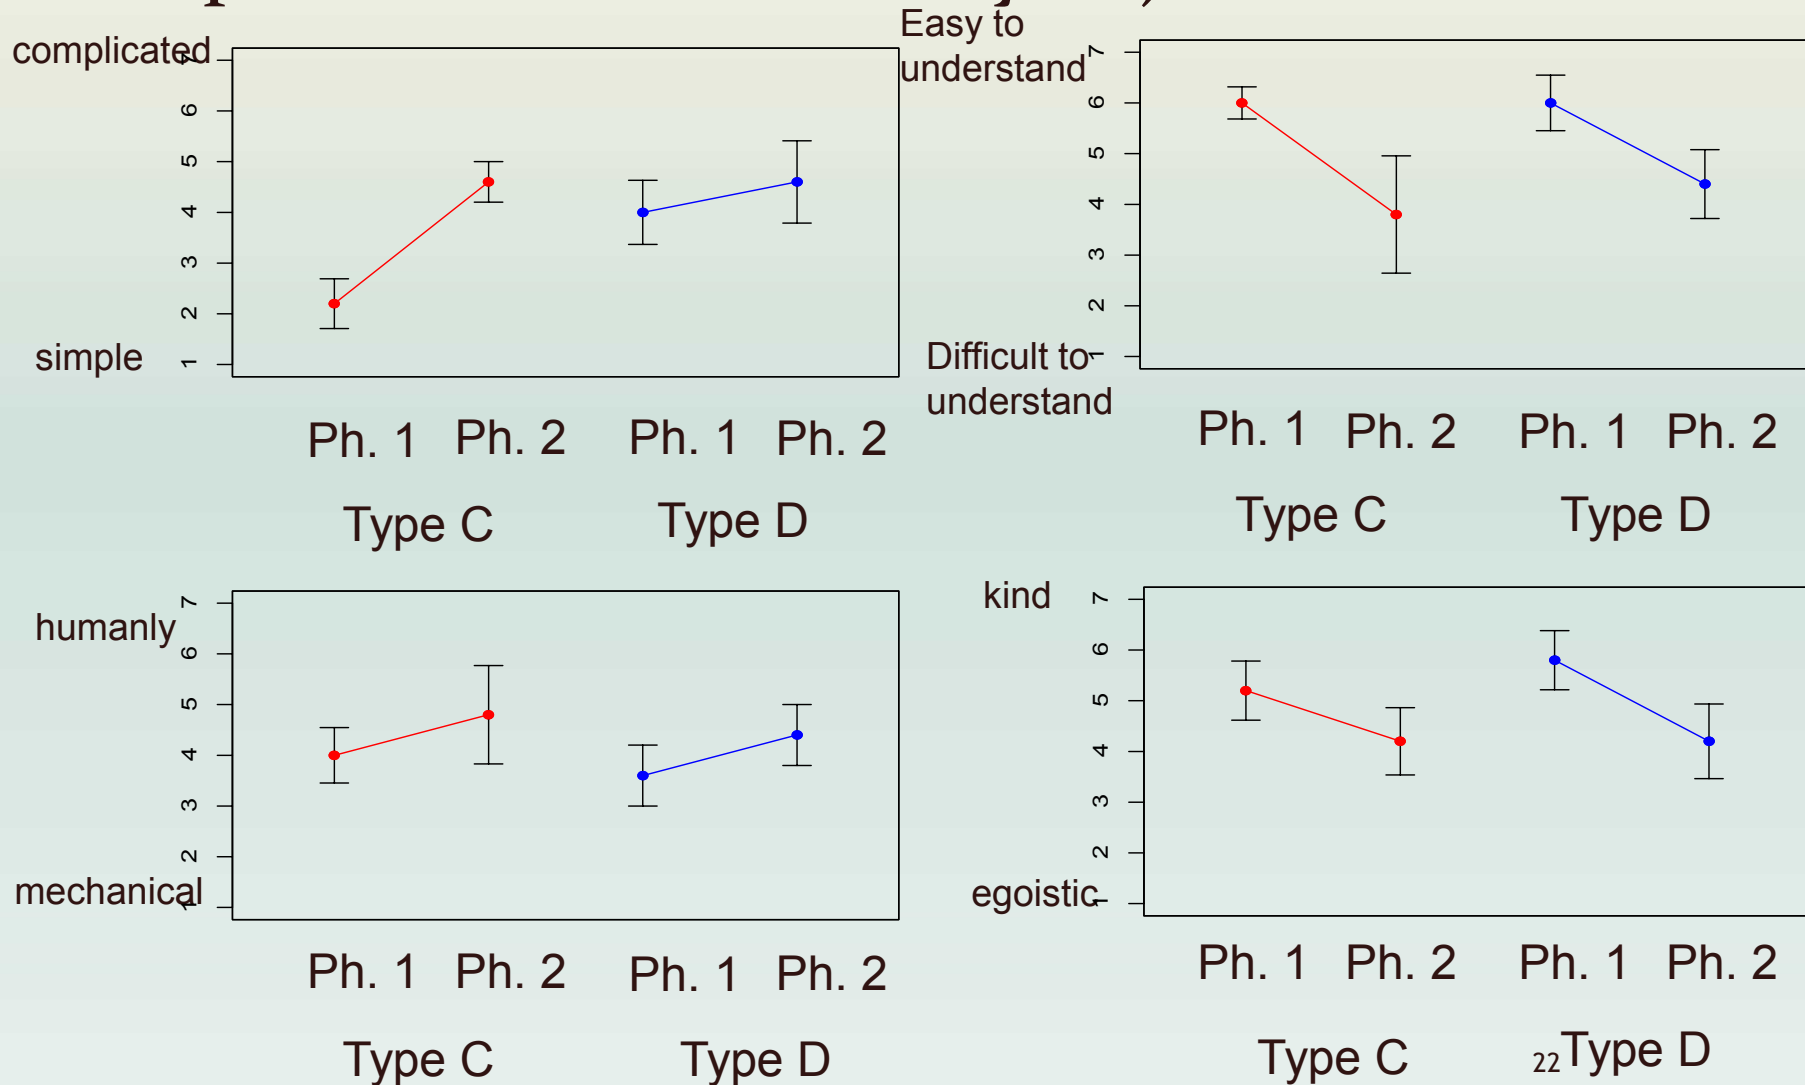 complicated
7
6
5
4
3
2
1
simple
Ph. 1 Ph. 2 Ph. 1 Ph. 2
Type C Type D
Easy to
understand
7
6
5
4
3
2
1
Difficult to
understand
Ph. 1 Ph. 2 Ph. 1 Ph. 2
Type C Type D
humanly
7
6
5
4
3
2
1
mechanical
Ph. 1 Ph. 2 Ph. 1 Ph. 2
Type C Type D
kind
7
6
5
4
3
2
1
egoistic
Ph. 1 Ph. 2 Ph. 1 Ph. 2
Type C Type D
22